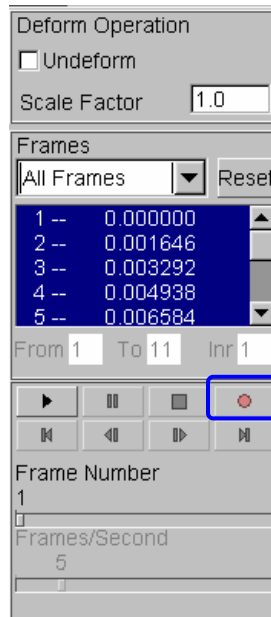 Deform Operation
Undeform
Scale Factor 1.0
Frames
All Frames Reset
1 -- 0.000000
2 -- 0.001646
3 -- 0.003292
4 -- 0.004938
5 -- 0.006584
From 1 To 11 Inr 1
Frame Number
1
Frames/Second
5